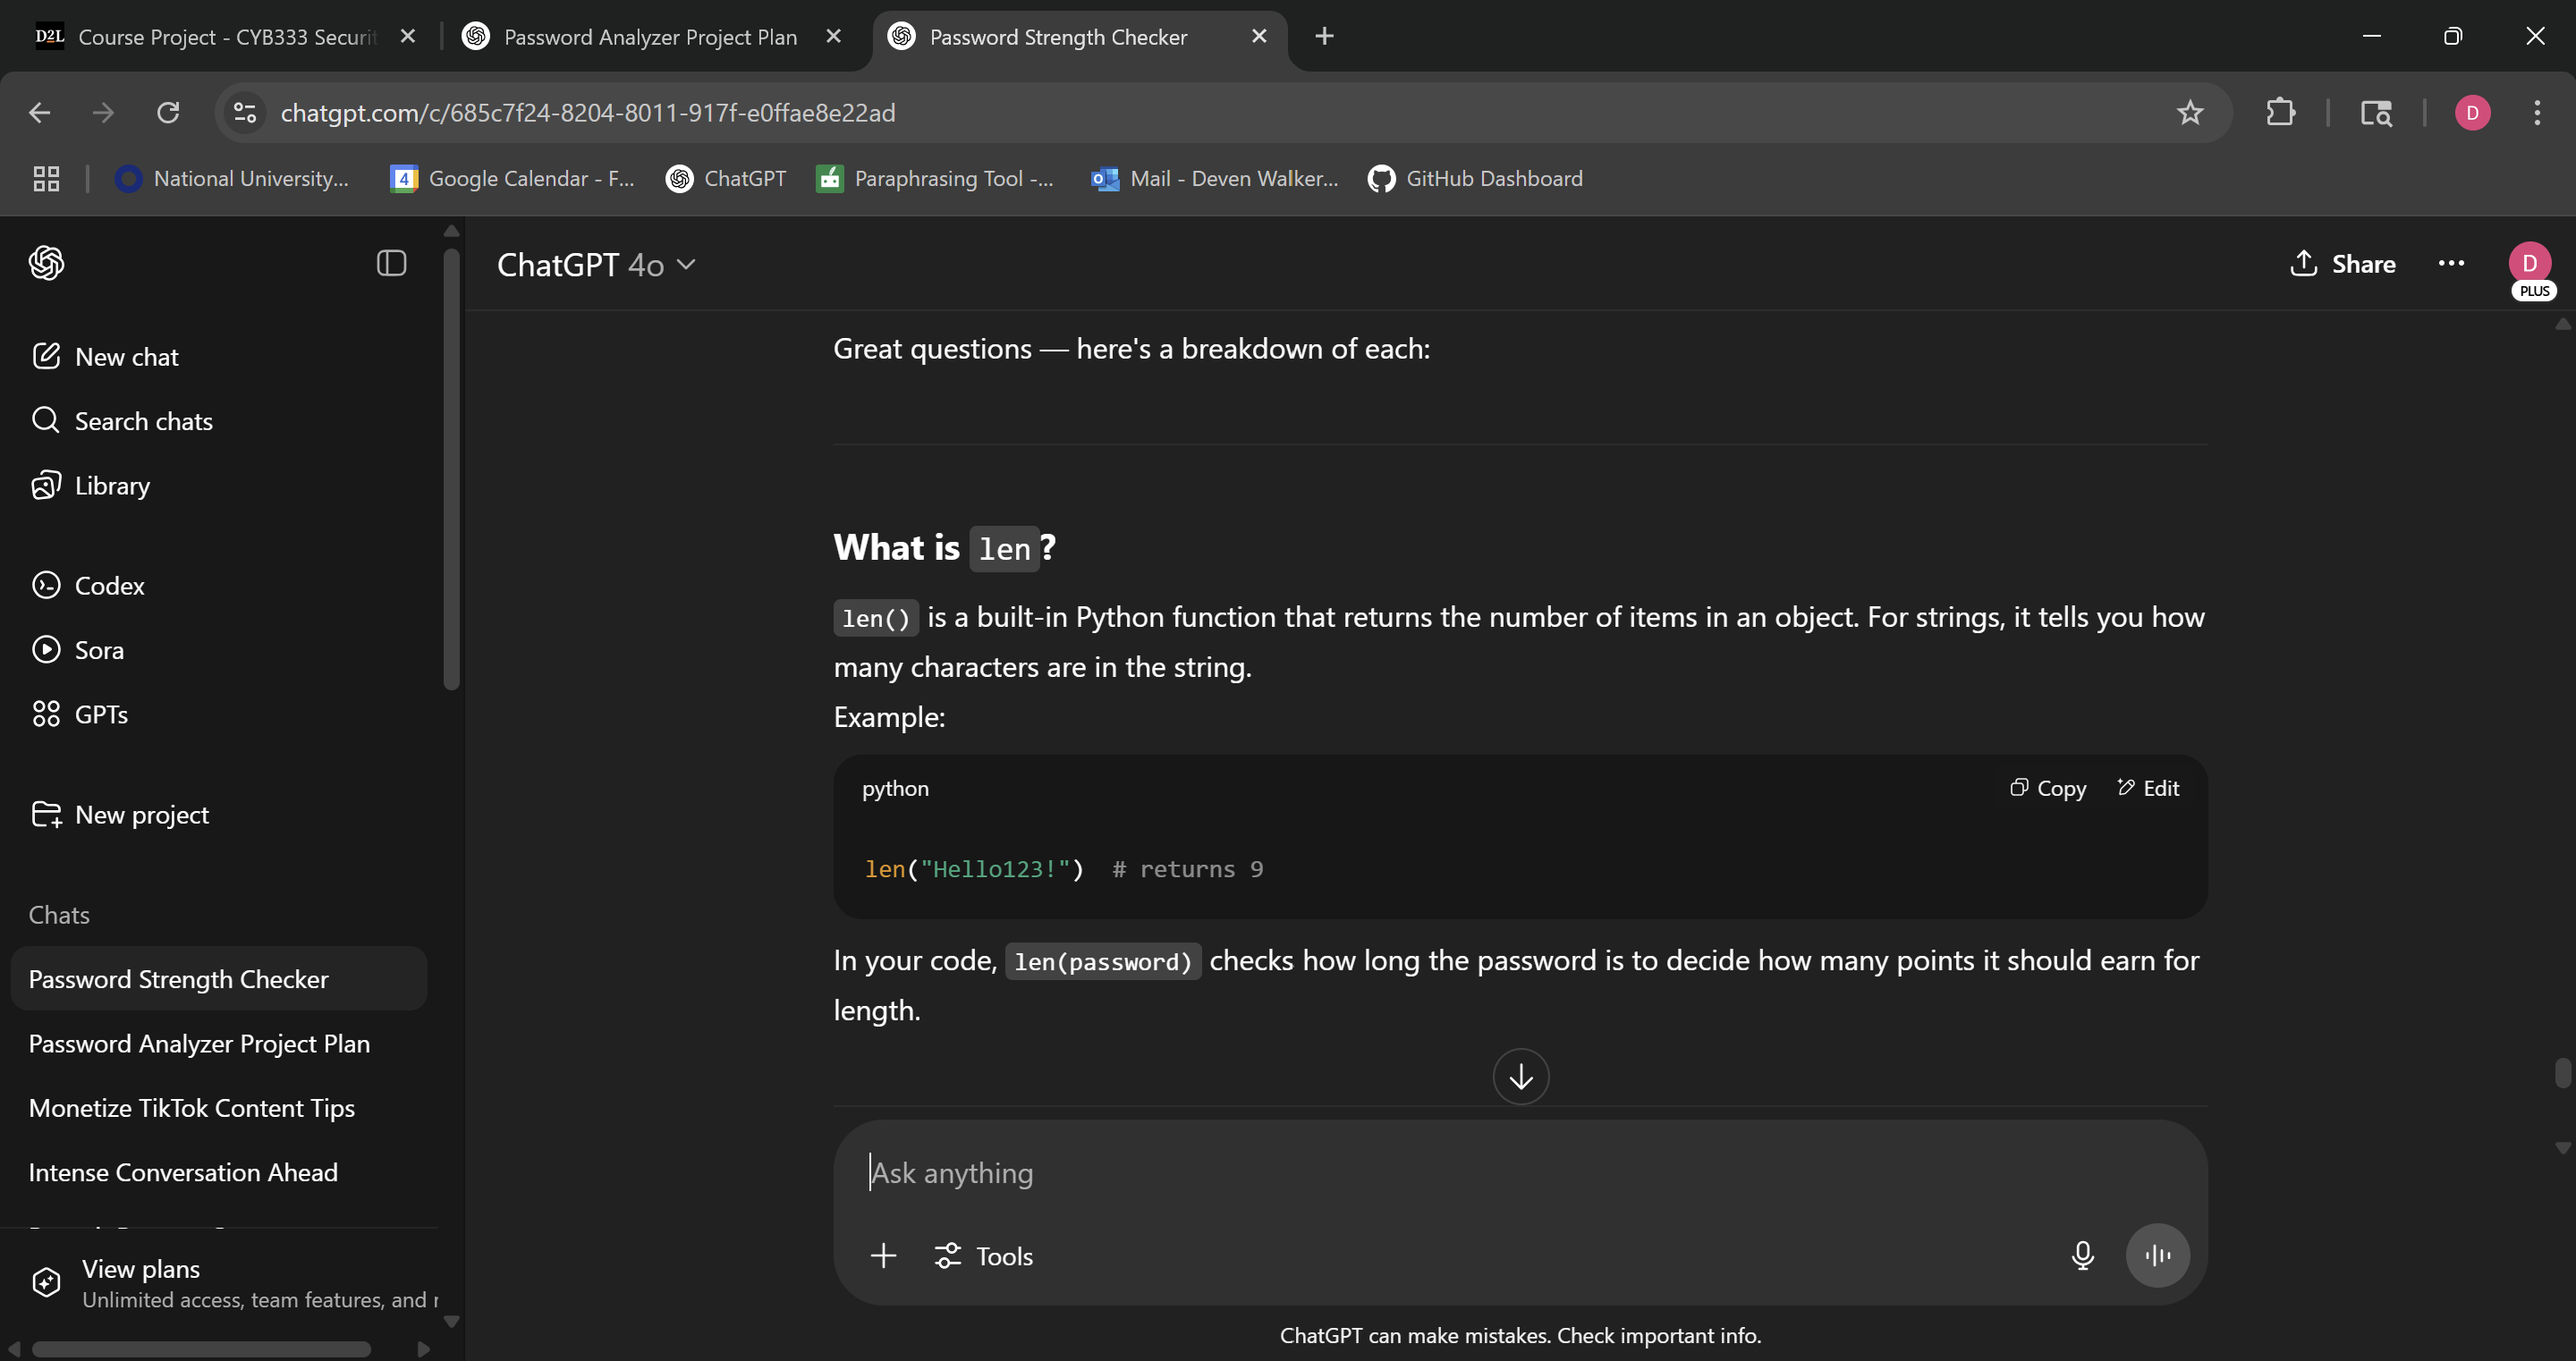 D2L Course Project - CYB333 Securit
Password Analyzer Project Plan
Password Strength Checker
chatgpt.com/c/685c7f24-8204-8011-917f-e0ffae8e22ad
D
National University...
4 Google Calendar - F...
ChatGPT
Paraphrasing Tool -...
Mail - Deven Walker...
GitHub Dashboard
New chat
Search chats
Library
Codex
Sora
GPTs
New project
Chats
Password Strength Checker
Password Analyzer Project Plan
Monetize TikTok Content Tips
Intense Conversation Ahead
View plans
Unlimited access, team features, and
ChatGPT 4o
Share
D
PLUS
Great questions — here's a breakdown of each:
What is len?
len() is a built-in Python function that returns the number of items in an object. For strings, it tells you how
many characters are in the string.
Example:
python
Copy
Edit
len("Hello123!")  # returns 9
In your code, len(password) checks how long the password is to decide how many points it should earn for
length.
Ask anything
Tools
ChatGPT can make mistakes. Check important info.